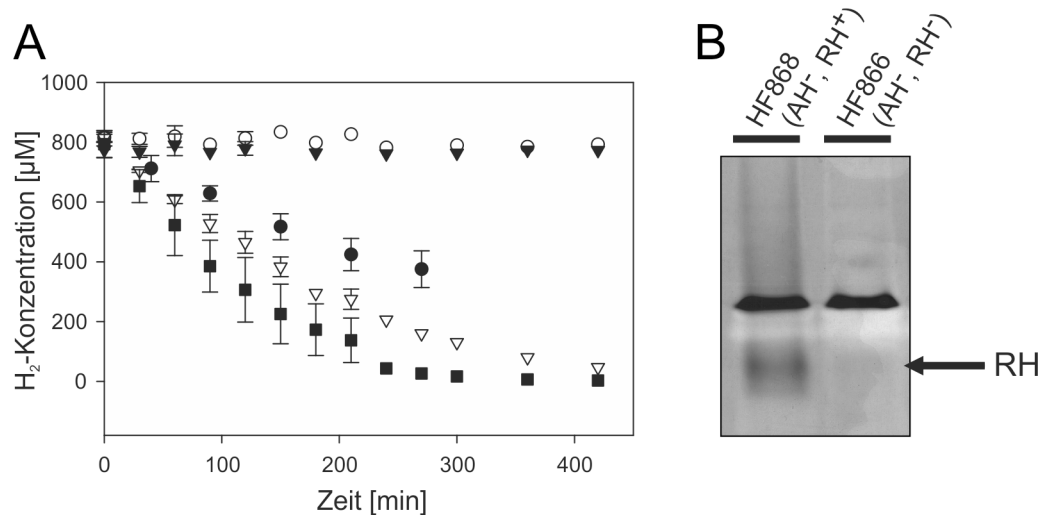 A
H₂-Konzentration [µM]
1000
800
600
400
200
0
0
100
200
300
400
Zeit [min]
B
HF868
(AH⁻, RH⁺)
HF866
(AH⁻, RH⁻)
RH